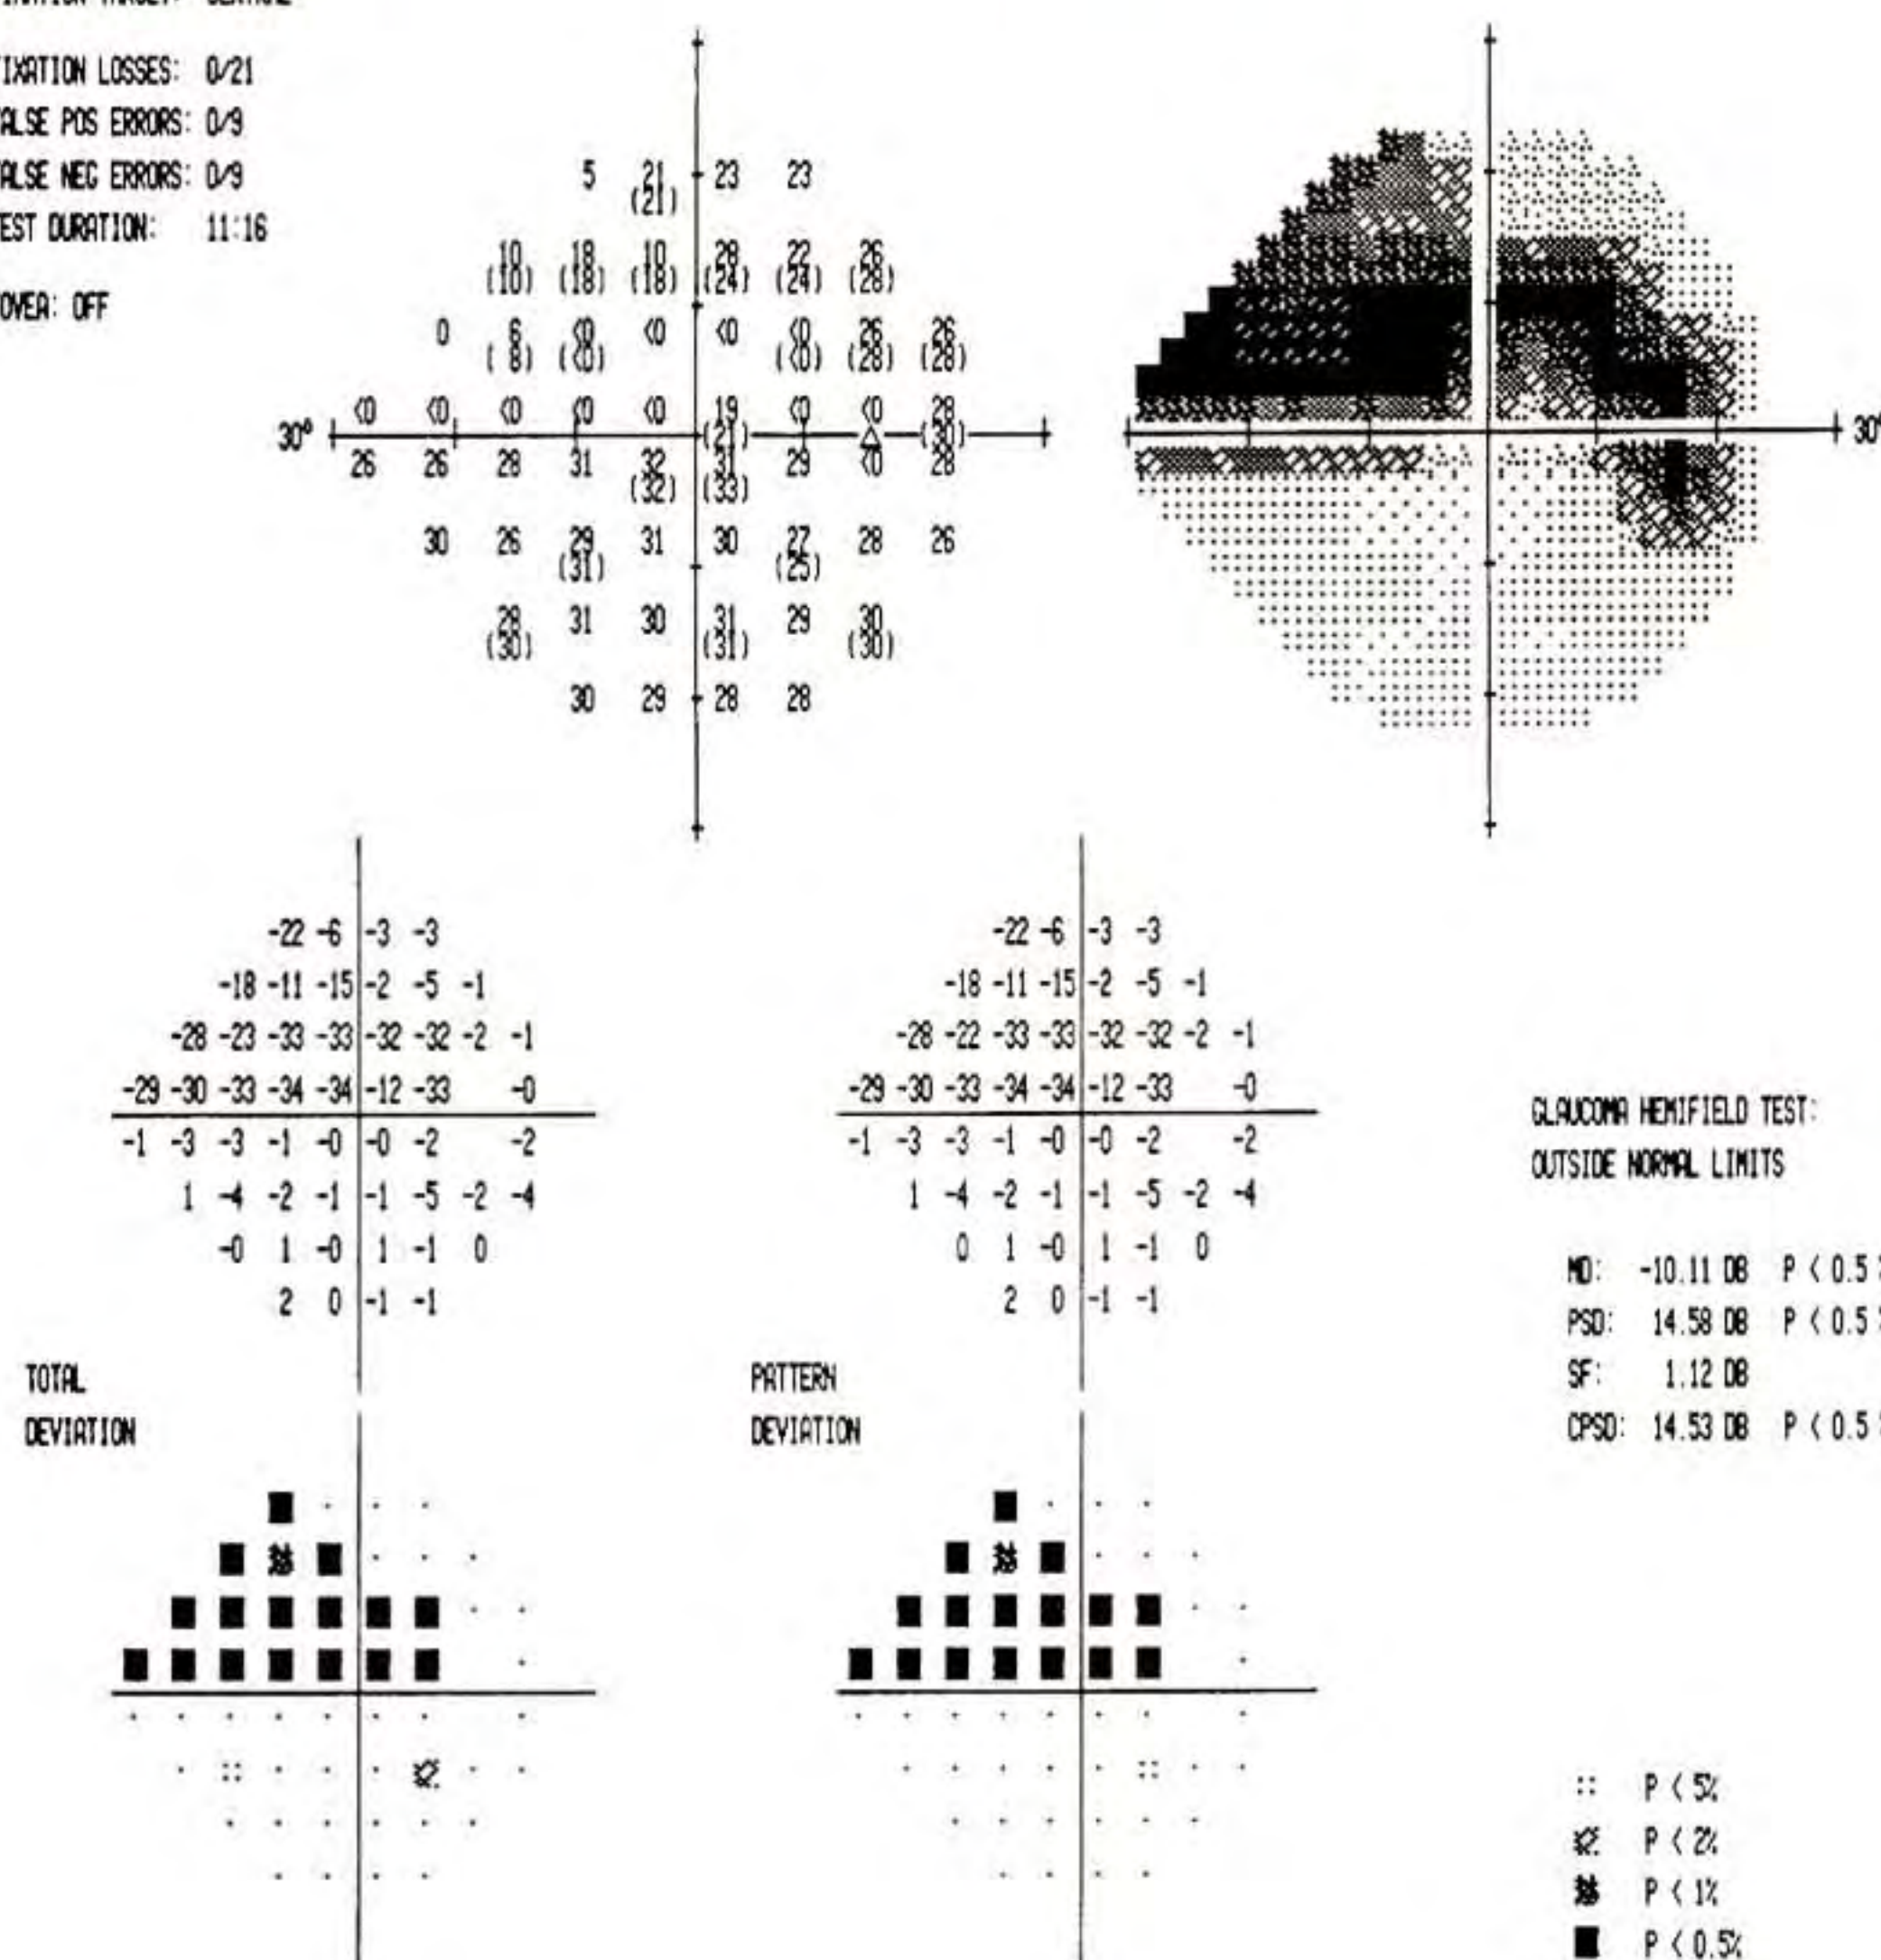 FIXATION LOSSES: 0/21
FALSE POS ERRORS: 0/9
FALSE NEG ERRORS: 0/9
TEST DURATION: 11:16
FOVEA: OFF
5 21 23 23
(21)
10 18 10 28 22 26
(10) (18) (18) (24) (24) (28)
0 6 <0 <0 <0 <0 26 26
( 8) (<0) (<0) (28) (28)
<0 <0 <0 <0 <0 19 <0 <0 28
30° (21) (30) 30°
26 26 28 31 32 31 29 <0 28
(32) (33)
30 26 29 31 30 27 28 26
(31) (25)
28 31 30 31 29 30
(30) (31) (30)
30 29 28 28
-22 -6 -3 -3
-18 -11 -15 -2 -5 -1
-28 -23 -33 -33 -32 -32 -2 -1
-29 -30 -33 -34 -34 -12 -33 -0
-1 -3 -3 -1 -0 -0 -2 -2
1 -4 -2 -1 -1 -5 -2 -4
-0 1 -0 1 -1 0
2 0 -1 -1
TOTAL
DEVIATION
-22 -6 -3 -3
-18 -11 -15 -2 -5 -1
-28 -22 -33 -33 -32 -32 -2 -1
-29 -30 -33 -34 -34 -12 -33 -0
-1 -3 -3 -1 -0 -0 -2 -2
1 -4 -2 -1 -1 -5 -2 -4
0 1 -0 1 -1 0
2 0 -1 -1
PATTERN
DEVIATION
GLAUCOMA HEMIFIELD TEST:
OUTSIDE NORMAL LIMITS
MD: -10.11 DB P < 0.5 %
PSD: 14.58 DB P < 0.5 %
SF: 1.12 DB
CPSD: 14.53 DB P < 0.5 %
P < 5%
P < 2%
P < 1%
P < 0.5%